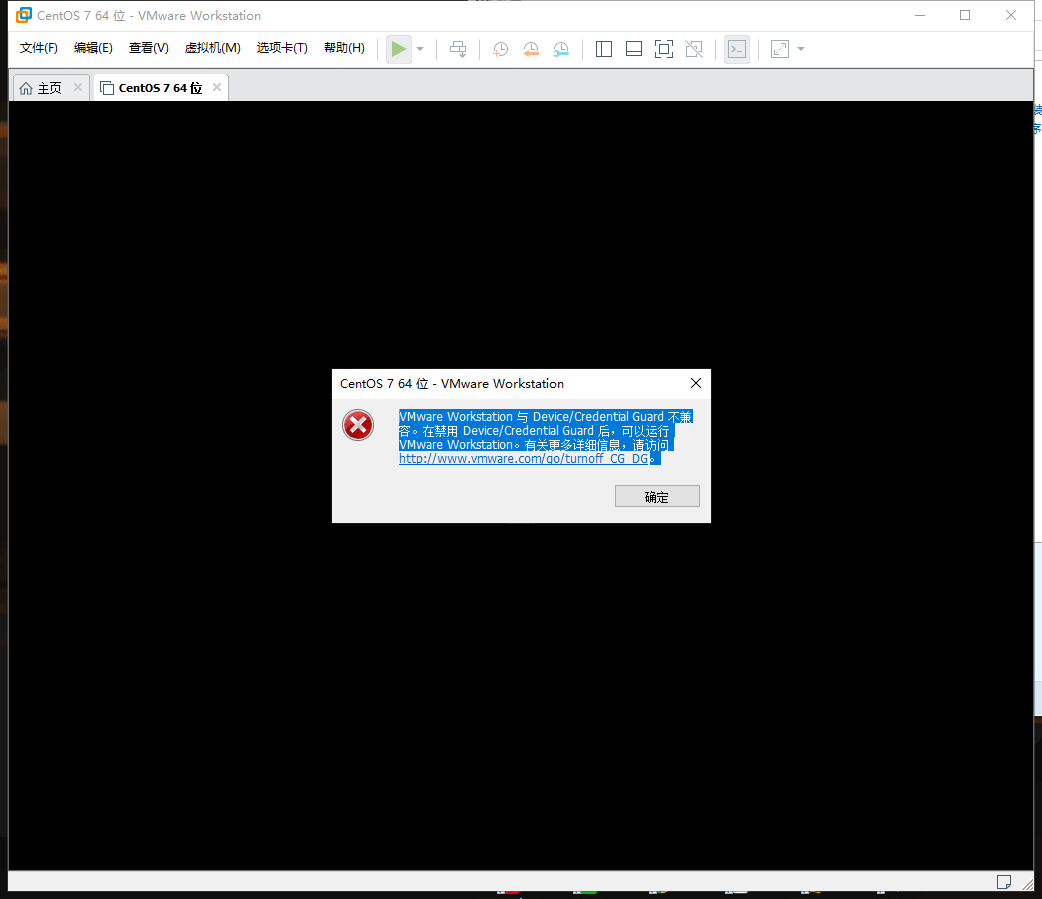 CentOS 7 64 位 - VMware Workstation
文件(F) 编辑(E) 查看(V) 虚拟机(M) 选项卡(T) 帮助(H)
主页 CentOS 7 64 位
装
序
CentOS 7 64 位 - VMware Workstation
VMware Workstation 与 Device/Credential Guard 不兼
容。在禁用 Device/Credential Guard 后，可以运行
VMware Workstation。有关更多详细信息，请访问
http://www.vmware.com/go/turnoff_CG_DG。
确定